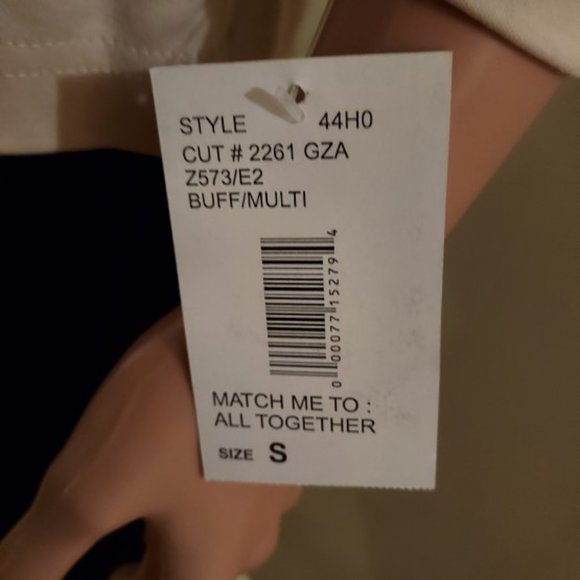 STYLE 44H0
CUT # 2261 GZA
Z573/E2
BUFF/MULTI
0 00077 15279 4
MATCH ME TO :
ALL TOGETHER
SIZE S